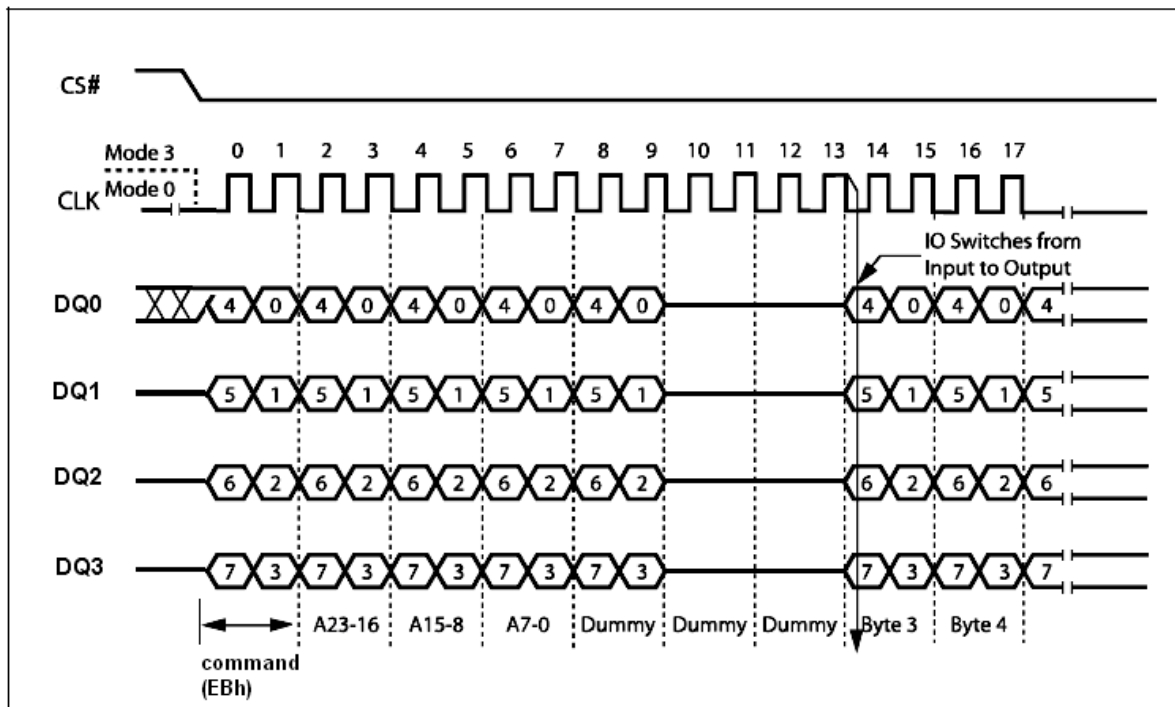 CS#
Mode 3
0 1 2 3 4 5 6 7 8 9 10 11 12 13 14 15 16 17
Mode 0
CLK
IO Switches from
Input to Output
DQ0 4 0 4 0 4 0 4 0 4 0 4 0 4 0 4
DQ1 5 1 5 1 5 1 5 1 5 1 5 1 5 1 5
DQ2 6 2 6 2 6 2 6 2 6 2 6 2 6 2 6
DQ3 7 3 7 3 7 3 7 3 7 3 7 3 7 3 7
A23-16 A15-8 A7-0 Dummy Dummy Dummy Byte 3 Byte 4
command
(EBh)